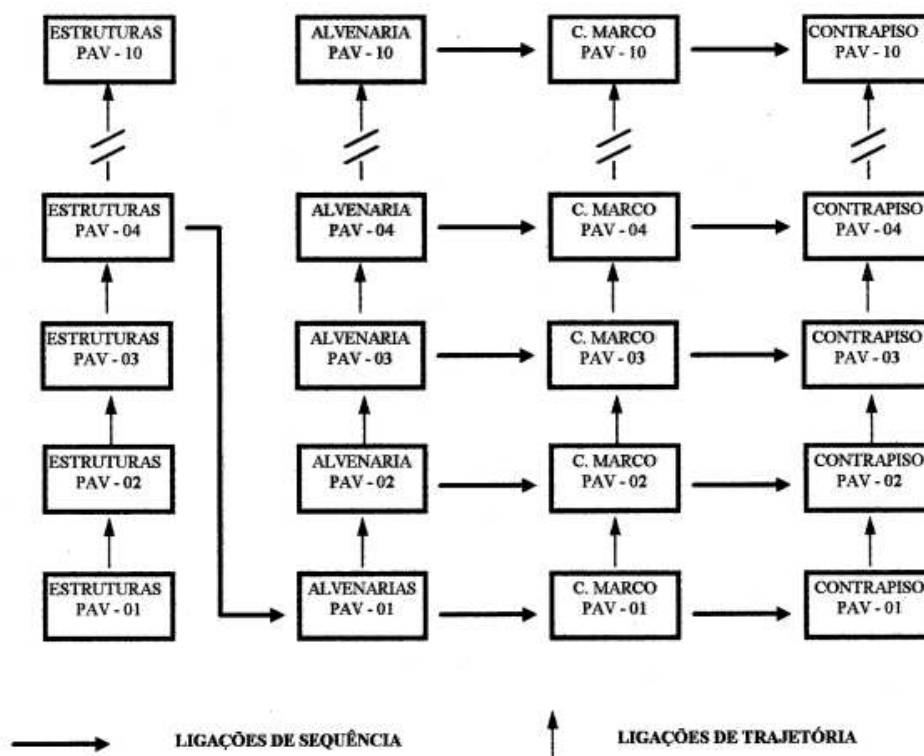 ESTRUTURAS
PAV - 10
ALVENARIA
PAV - 10
C. MARCO
PAV - 10
CONTRAPISO
PAV - 10
ESTRUTURAS
PAV - 04
ALVENARIA
PAV - 04
C. MARCO
PAV - 04
CONTRAPISO
PAV - 04
ESTRUTURAS
PAV - 03
ALVENARIA
PAV - 03
C. MARCO
PAV - 03
CONTRAPISO
PAV - 03
ESTRUTURAS
PAV - 02
ALVENARIA
PAV - 02
C. MARCO
PAV - 02
CONTRAPISO
PAV - 02
ESTRUTURAS
PAV - 01
ALVENARIAS
PAV - 01
C. MARCO
PAV - 01
CONTRAPISO
PAV - 01
LIGAÇÕES DE SEQUÊNCIA
LIGAÇÕES DE TRAJETÓRIA